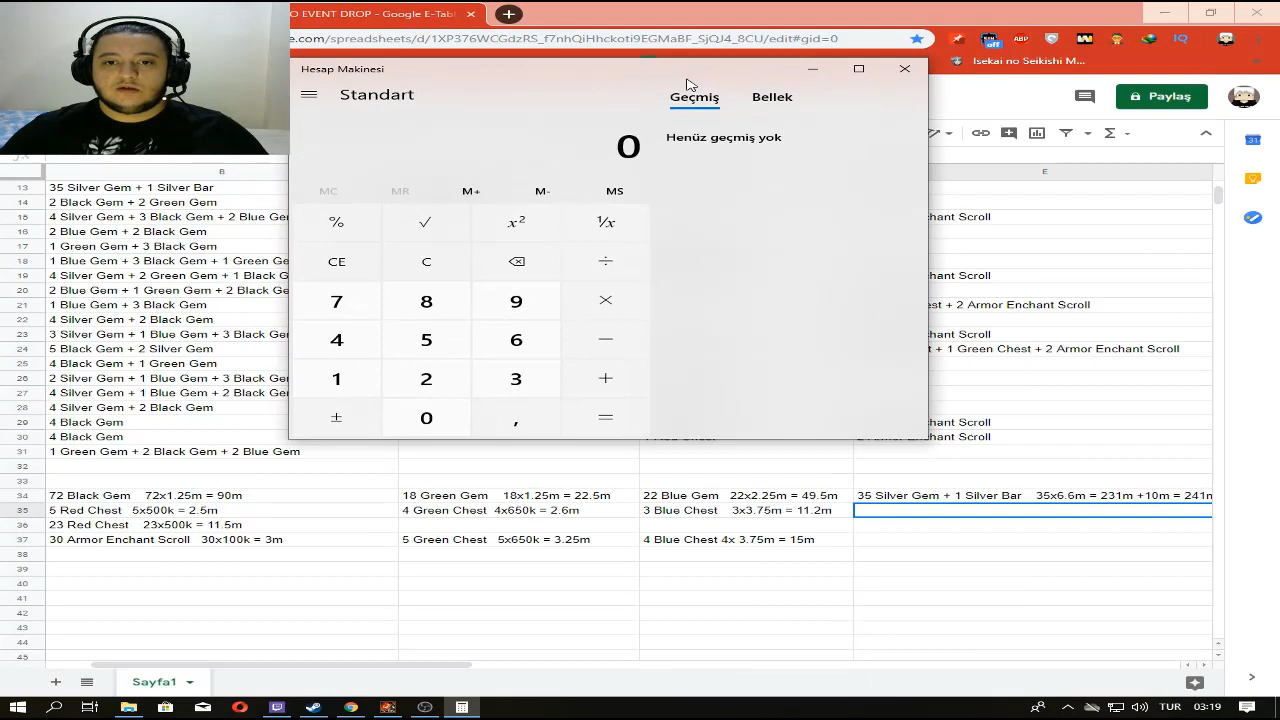 O EVENT DROP - Google E-Tabl
e.com/spreadsheets/d/1XP376WCGdzRS_f7nhQiHhckoti9EGMaBF_SjQJ4_8CU/edit#gid=0
off
ABP
IQ
Isekai no Seikishi M...
Hesap Makinesi
Standart
Geçmiş Bellek
Henüz geçmiş yok
0
MC MR M+ M- MS
% √ x² ¹/x
CE C ÷
7 8 9 ×
4 5 6 −
1 2 3 +
± 0 , =
Paylaş
31
B E
13 35 Silver Gem + 1 Silver Bar
14 2 Black Gem + 2 Green Gem
15 4 Silver Gem + 3 Black Gem + 2 Blue Gem chant Scroll
16 2 Blue Gem + 2 Black Gem
17 1 Green Gem + 3 Black Gem
18 1 Blue Gem + 3 Black Gem + 1 Green G
19 4 Silver Gem + 2 Green Gem + 1 Black chant Scroll
20 2 Blue Gem + 1 Green Gem + 2 Black
21 1 Blue Gem + 3 Black Gem est + 2 Armor Enchant Scroll
22 4 Silver Gem + 2 Black Gem
23 3 Silver Gem + 1 Blue Gem + 3 Black Gem chant Scroll
24 5 Black Gem + 2 Silver Gem t + 1 Green Chest + 2 Armor Enchant Scroll
25 4 Black Gem + 1 Green Gem
26 2 Silver Gem + 1 Blue Gem + 3 Black Gem
27 4 Silver Gem + 1 Blue Gem + 2 Black Gem
28 4 Silver Gem + 2 Black Gem
29 4 Black Gem chant Scroll
30 4 Black Gem
31 1 Green Gem + 2 Black Gem + 2 Blue Gem
32
33
34 72 Black Gem 72x1.25m = 90m 18 Green Gem 18x1.25m = 22.5m 22 Blue Gem 22x2.25m = 49.5m 35 Silver Gem + 1 Silver Bar 35x6.6m = 231m +10m = 241m
35 5 Red Chest 5x500k = 2.5m 4 Green Chest 4x650k = 2.6m 3 Blue Chest 3x3.75m = 11.2m
36 23 Red Chest 23x500k = 11.5m
37 30 Armor Enchant Scroll 30x100k = 3m 5 Green Chest 5x650k = 3.25m 4 Blue Chest 4x 3.75m = 15m
38
39
40
41
42
43
44
45
Sayfa1
TUR 03:19